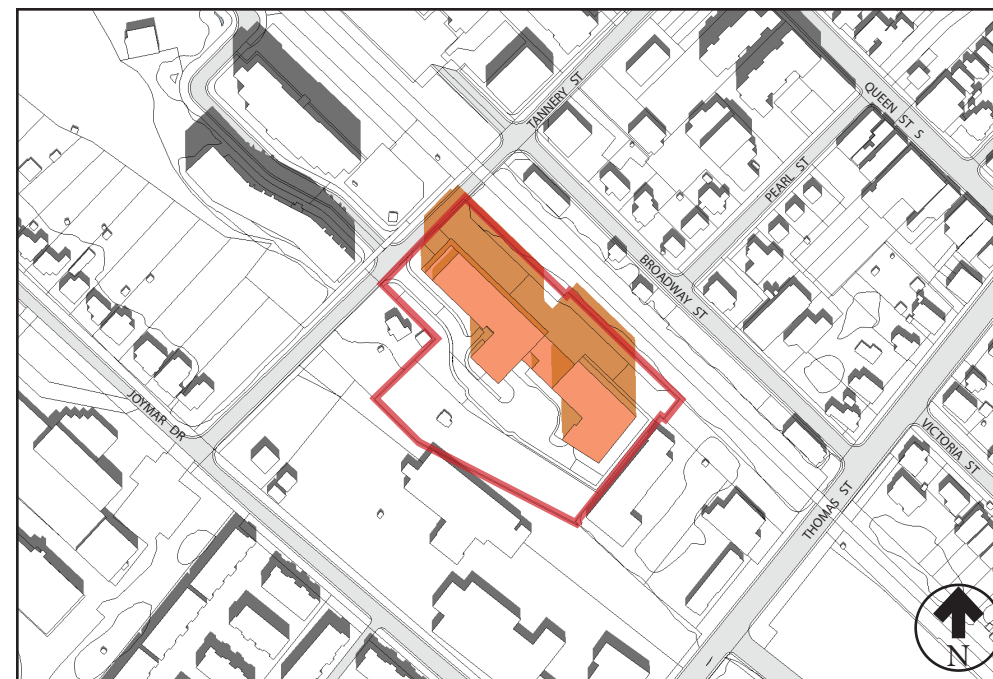 TANNERY ST
QUEEN ST S
PEARL ST
BROADWAY ST
JOYMAR DR
VICTORIA ST
THOMAS ST
N